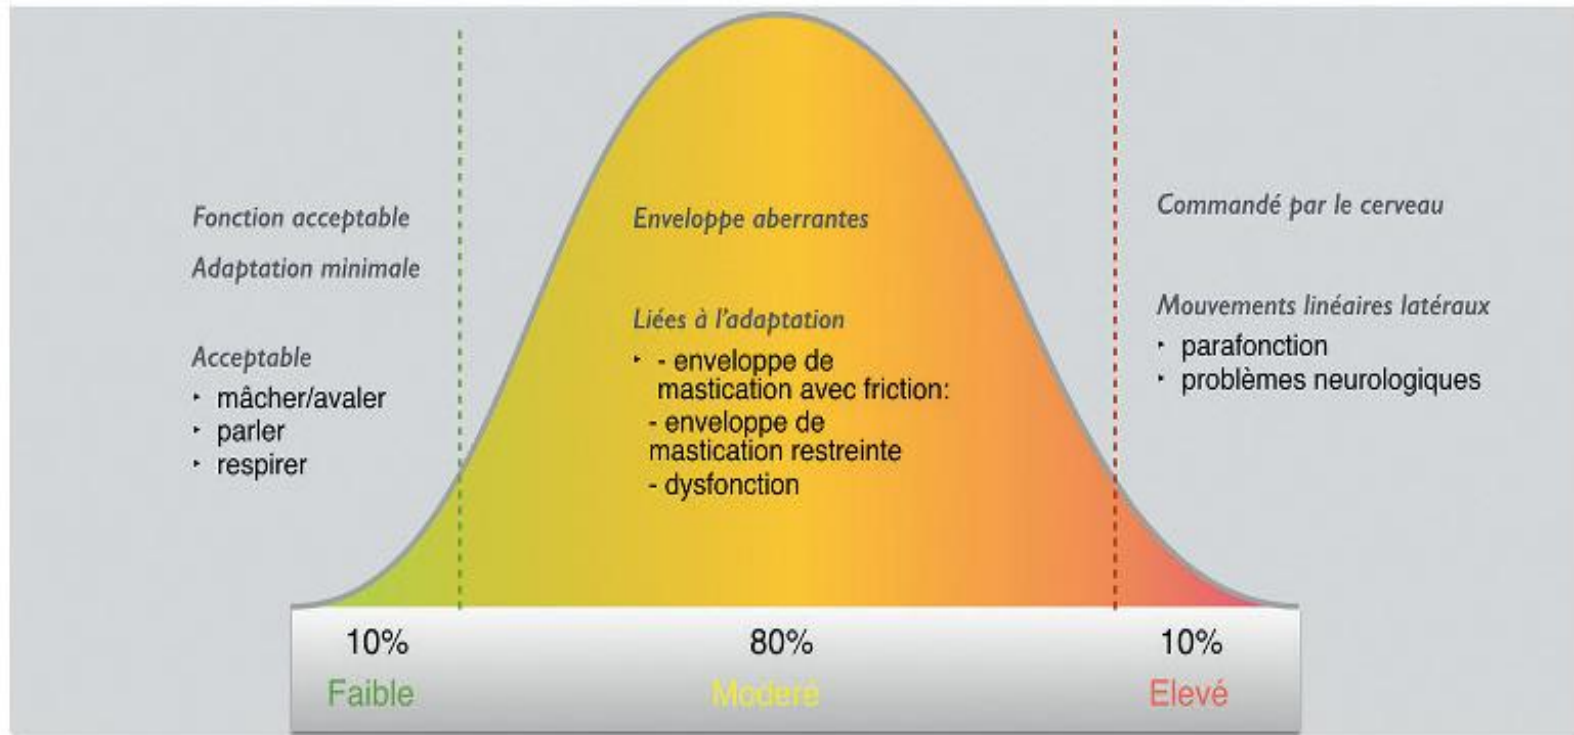 Fonction acceptable
Adaptation minimale
Acceptable
‣ mâcher/avaler
‣ parler
‣ respirer
Enveloppe aberrantes
Liées à l'adaptation
‣ - enveloppe de
mastication avec friction:
- enveloppe de
mastication restreinte
- dysfonction
Commandé par le cerveau
Mouvements linéaires latéraux
‣ parafonction
‣ problèmes neurologiques
10%
80%
10%
Faible
Moderé
Elevé